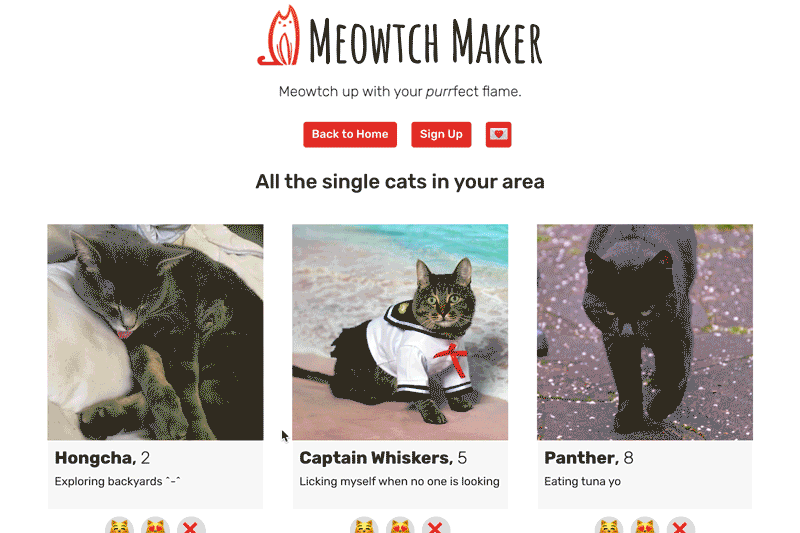 Meowtch Maker
Meowtch up with your purrfect flame.
Back to Home
Sign Up
All the single cats in your area
Hongcha, 2
Exploring backyards ^-^
Captain Whiskers, 5
Licking myself when no one is looking
Panther, 8
Eating tuna yo